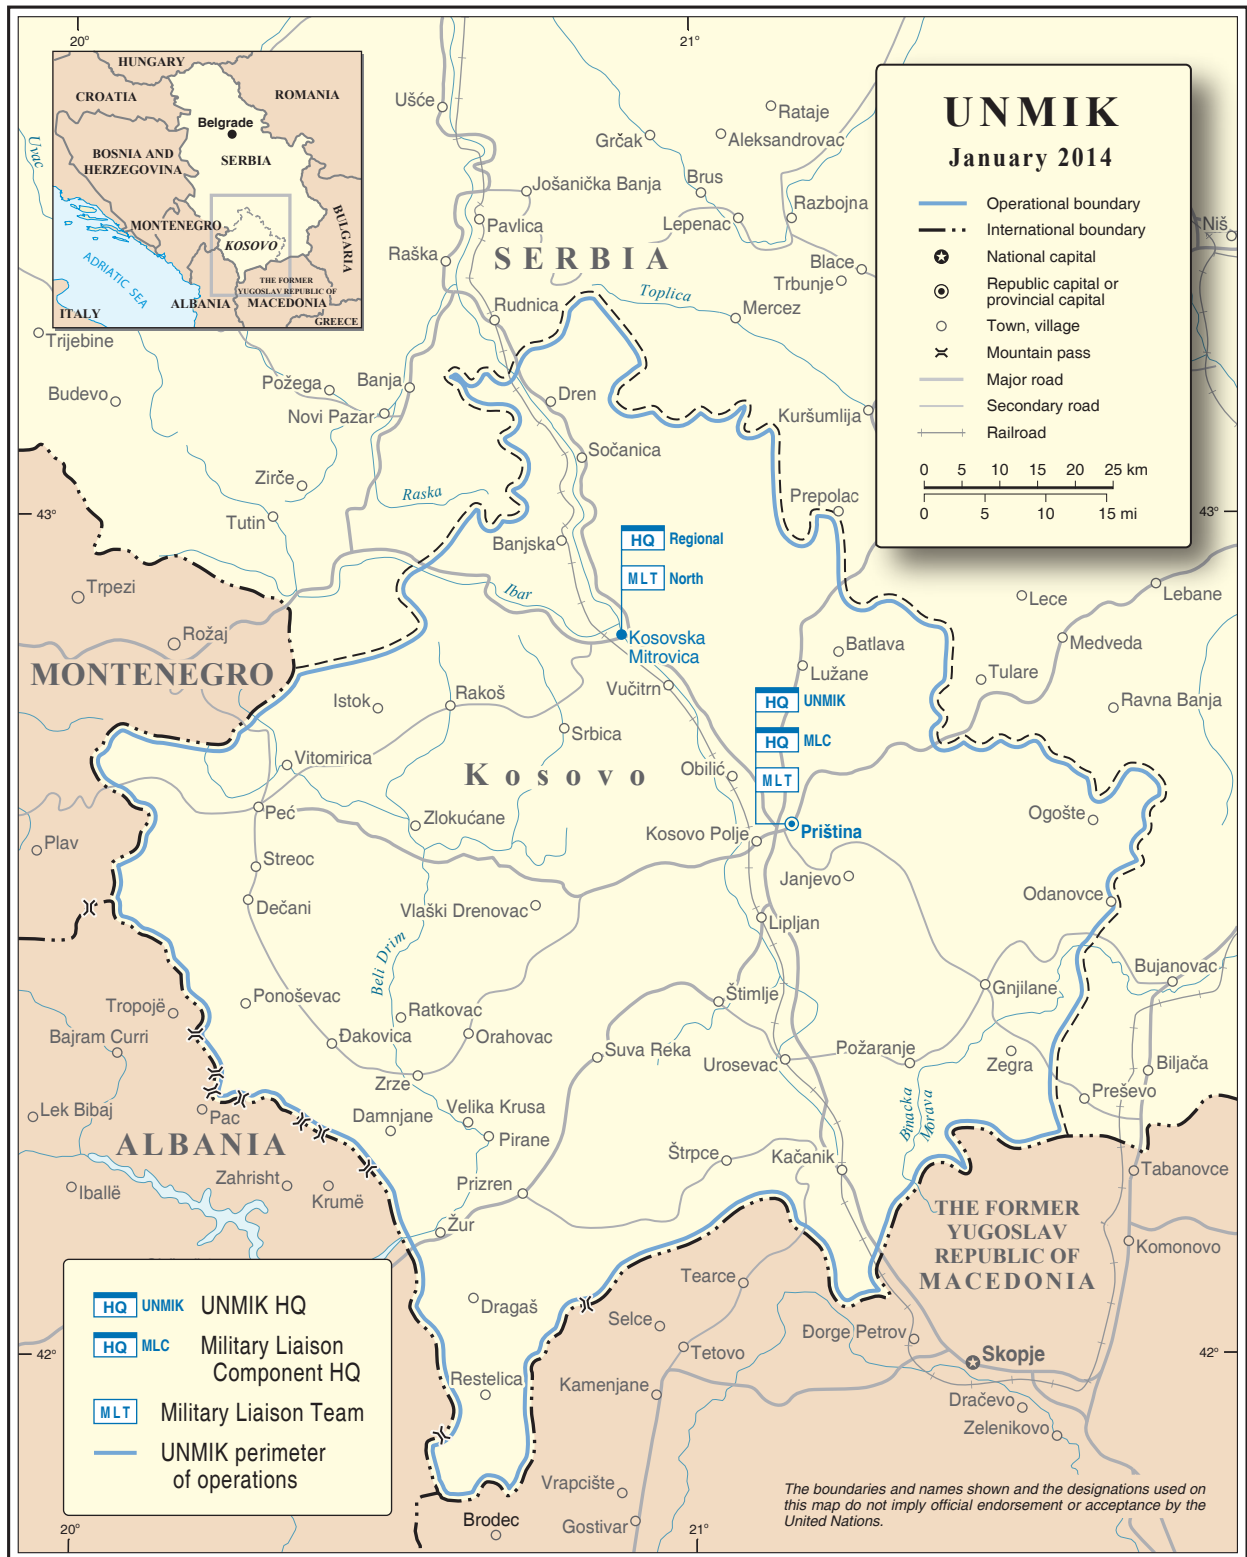 20°
21°
HUNGARY
CROATIA
ROMANIA
Belgrade
BOSNIA AND
HERZEGOVINA
SERBIA
MONTENEGRO
KOSOVO
BULGARIA
ADRIATIC SEA
THE FORMER
YUGOSLAV REPUBLIC OF
MACEDONIA
ALBANIA
ITALY
GREECE
UNMIK
January 2014
Operational boundary
International boundary
National capital
Republic capital or
provincial capital
Town, village
Mountain pass
Major road
Secondary road
Railroad
0 5 10 15 20 25 km
0 5 10 15 mi
Uvac
Ušće
Rataje
Grčak
Aleksandrovac
Jošanička Banja
Brus
Razbojna
Pavlica
Lepenac
Niš
Raška
SERBIA
Blace
Trbunje
Toplica
Rudnica
Mercez
Trijebine
Budevo
Požega
Banja
Dren
Novi Pazar
Kuršumlija
Sočanica
Zirče
Raska
Prepolac
43°
43°
Tutin
Banjska
HQ Regional
MLT North
Trpezi
Ibar
Lece
Lebane
Rožaj
Kosovska
Mitrovica
Batlava
Medveda
MONTENEGRO
Lužane
Tulare
Vučitrn
Istok
Rakoš
HQ UNMIK
Ravna Banja
Srbica
HQ MLC
Vitomirica
Kosovo
Obilić
MLT
Peć
Zlokućane
Ogošte
Priština
Kosovo Polje
Plav
Streoc
Janjevo
Dečani
Vlaški Drenovac
Odanovce
Lipljan
Beli Drim
Bujanovac
Ponoševac
Štimlje
Gnjilane
Tropojë
Ratkovac
Bajram Curri
Đakovica
Orahovac
Suva Reka
Požaranje
Urosevac
Zegra
Biljača
Zrze
Lek Bibaj
Pac
Velika Krusa
Binacka
Morava
Preševo
Damnjane
Pirane
ALBANIA
Štrpce
Kačanik
Tabanovce
Zahrisht
Iballë
Krumë
Prizren
THE FORMER
YUGOSLAV
REPUBLIC OF
MACEDONIA
Žur
Komonovo
Tearce
Dragaš
Selce
Đorge Petrov
Tetovo
Skopje
42°
42°
Restelica
Kamenjane
Dračevo
Zelenikovo
Vrapcište
Brodec
Gostivar
HQ UNMIK UNMIK HQ
HQ MLC Military Liaison
Component HQ
MLT Military Liaison Team
UNMIK perimeter
of operations
The boundaries and names shown and the designations used on
this map do not imply official endorsement or acceptance by the
United Nations.
20°
21°